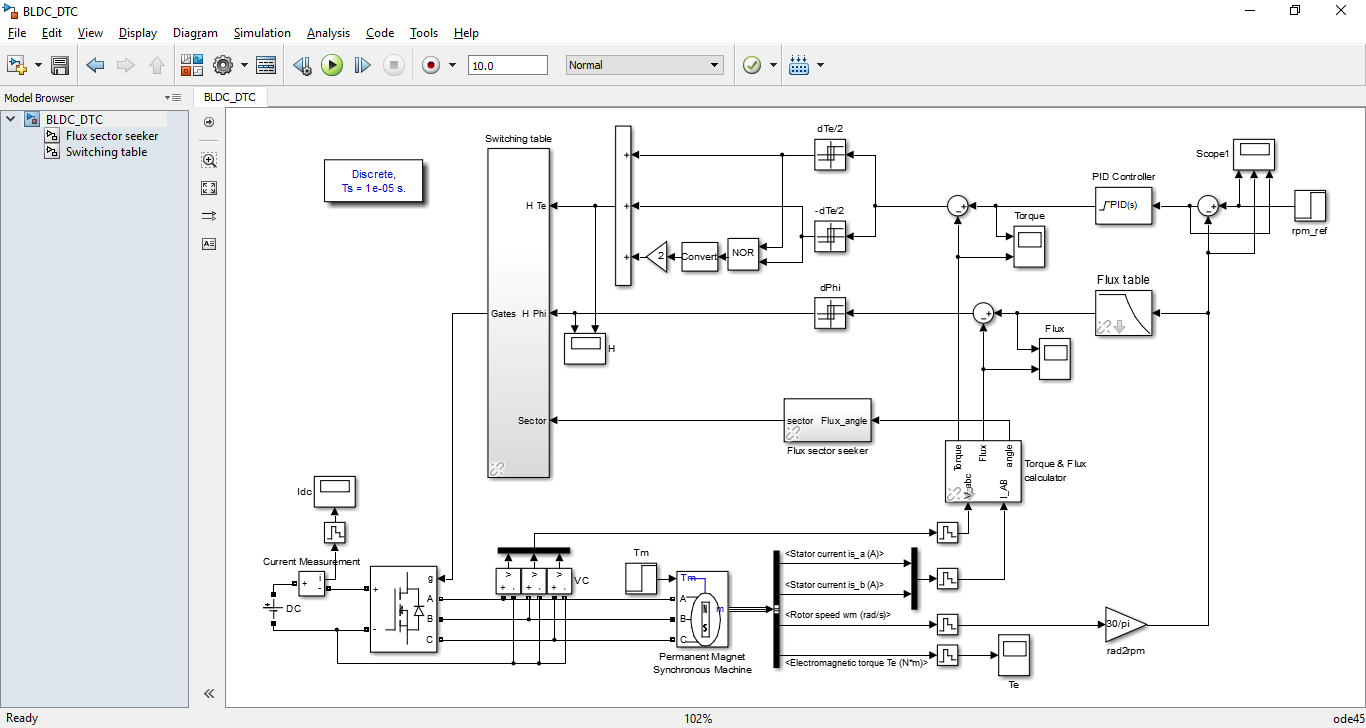 BLDC_DTC
File Edit View Display Diagram Simulation Analysis Code Tools Help
10.0
Normal
Model Browser
BLDC_DTC
BLDC_DTC
Flux sector seeker
Switching table
Discrete,
Ts = 1e-05 s.
Switching table
H Te
Gates H Phi
Sector
+
+
+
dTe/2
-dTe/2
2
Convert
NOR
dPhi
H
Torque
PID Controller
PID(s)
Scope1
rpm_ref
Flux table
Flux
sector Flux_angle
Flux sector seeker
Torque
Flux
angle
V_abc
I_AB
Torque & Flux
calculator
Idc
Current Measurement
+ i
-
DC
+
-
g
A
B
C
VC
v v v
+ - + - + -
Tm
Tm
A
B
C
N
S
m
Permanent Magnet
Synchronous Machine
<Stator current is_a (A)>
<Stator current is_b (A)>
<Rotor speed wm (rad/s)>
<Electromagnetic torque Te (N*m)>
Te
30/pi
rad2rpm
Ready
102%
ode45